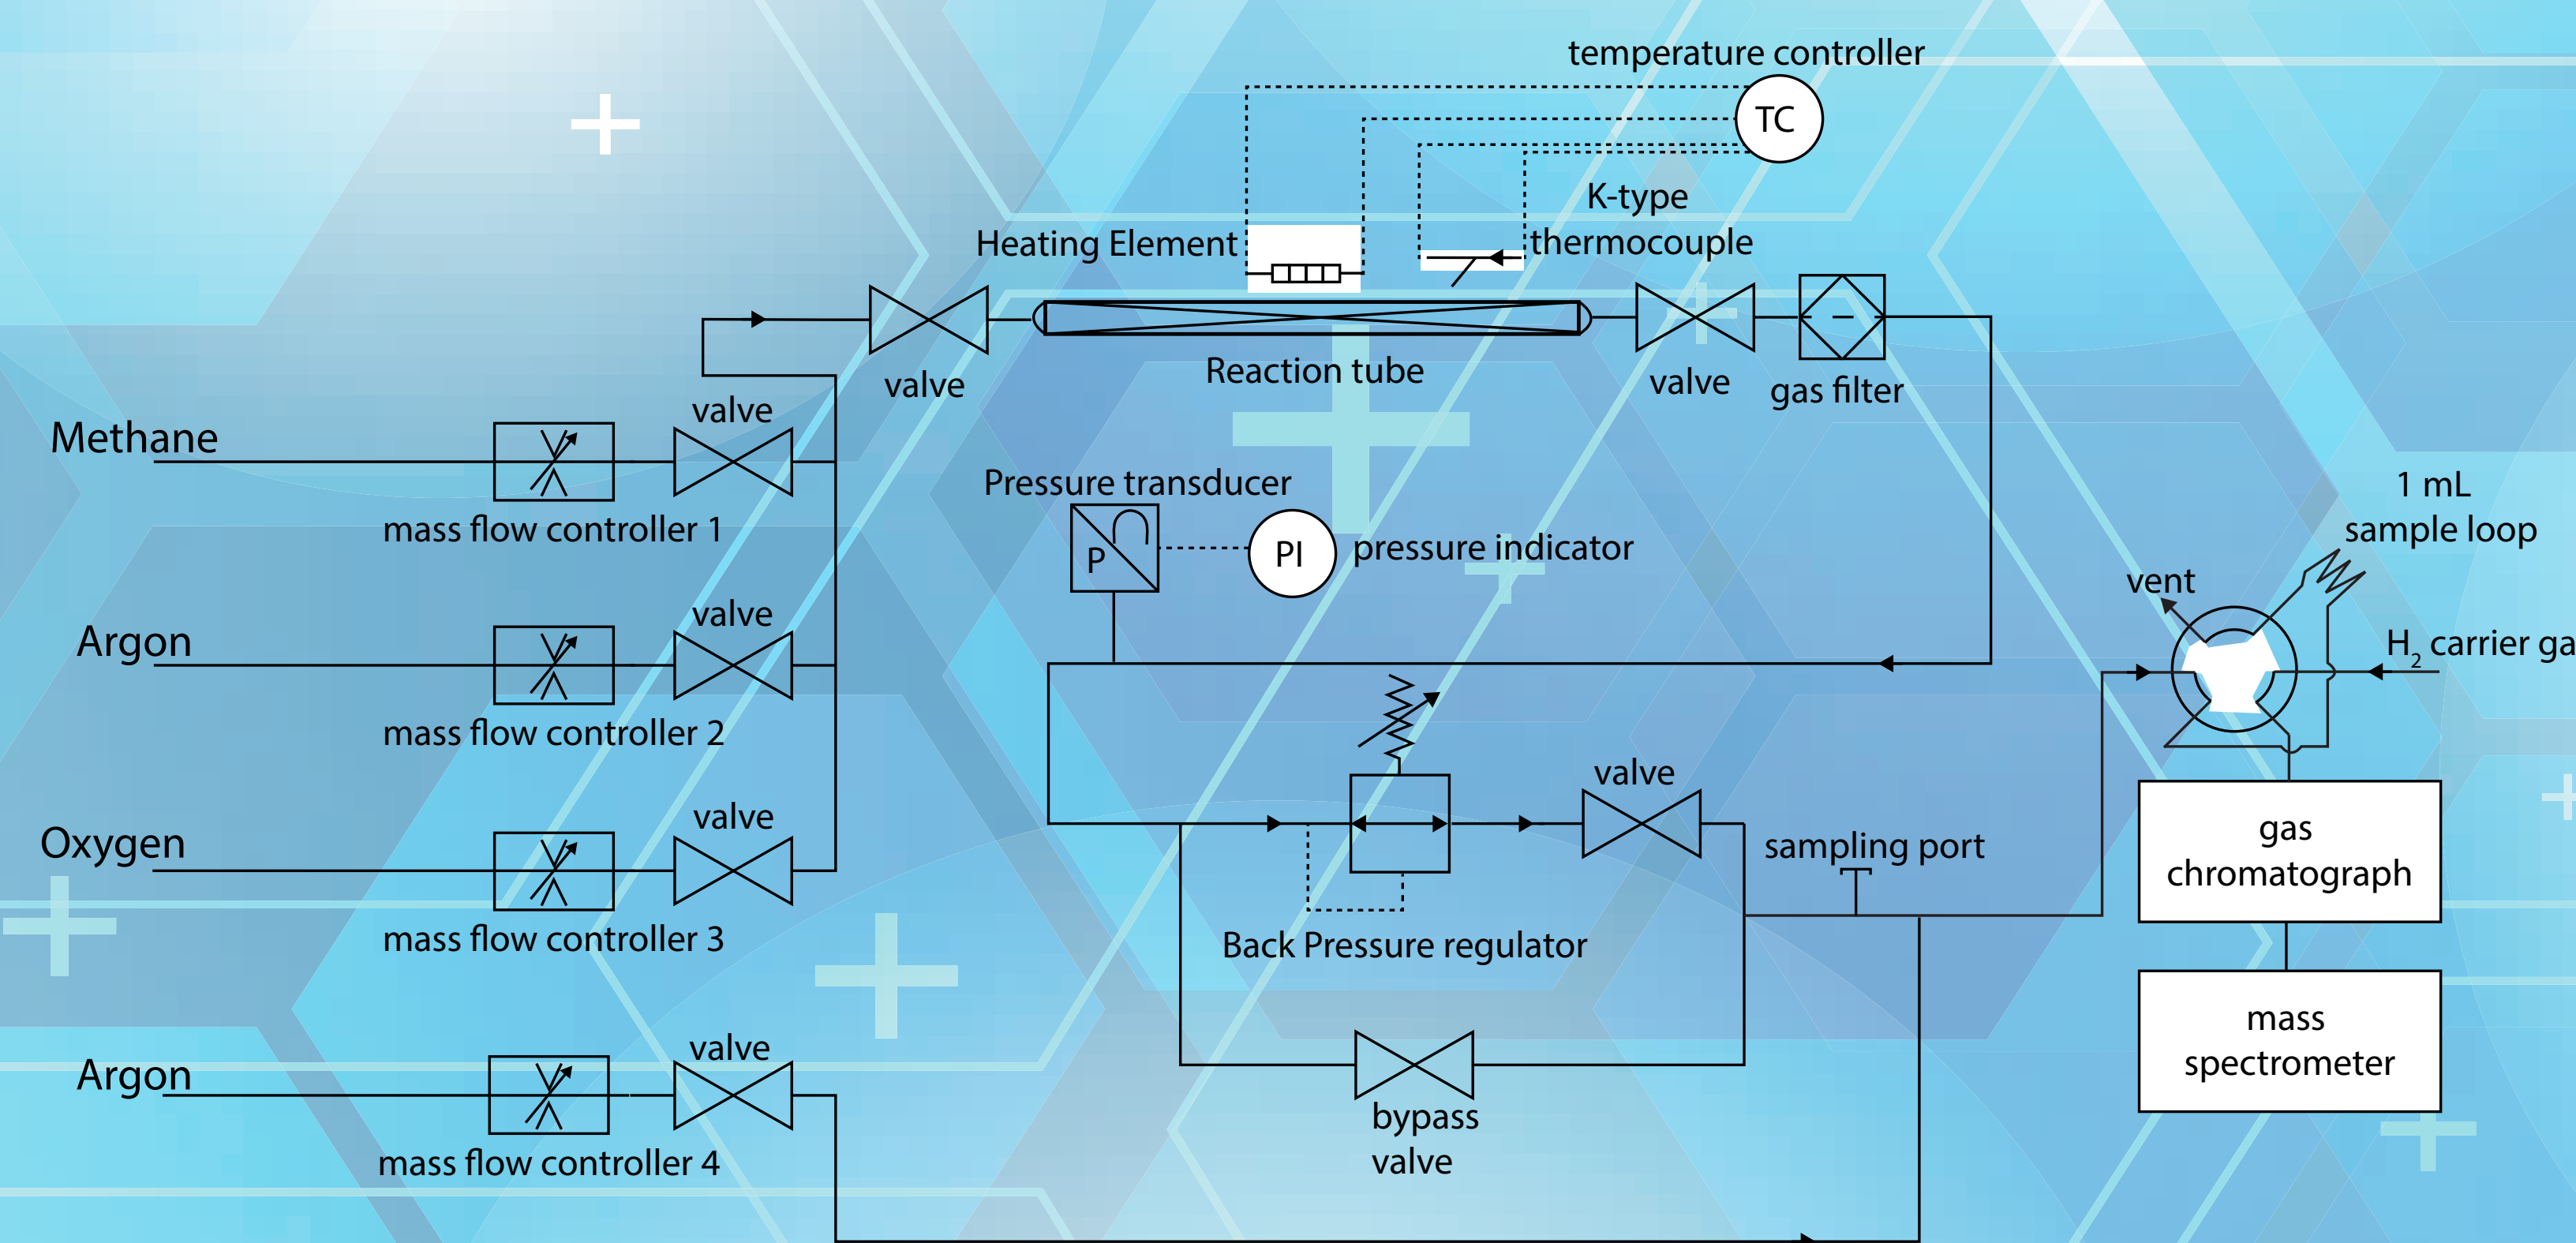 temperature controller
TC
K-type
thermocouple
Heating Element
valve
Reaction tube
valve
gas filter
Methane
valve
mass flow controller 1
Pressure transducer
P
PI
pressure indicator
1 mL
sample loop
vent
H2 carrier ga
Argon
valve
mass flow controller 2
valve
sampling port
Oxygen
valve
mass flow controller 3
Back Pressure regulator
gas
chromatograph
mass
spectrometer
Argon
valve
mass flow controller 4
bypass
valve